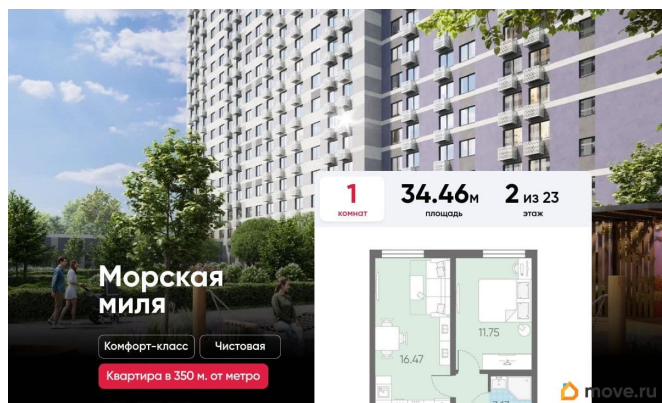 1
комнат
34.46м
площадь
2 из 23
этаж
Морская
миля
Комфорт-класс
Чистовая
Квартира в 350 м. от метро
16.47
11.75
move.ru